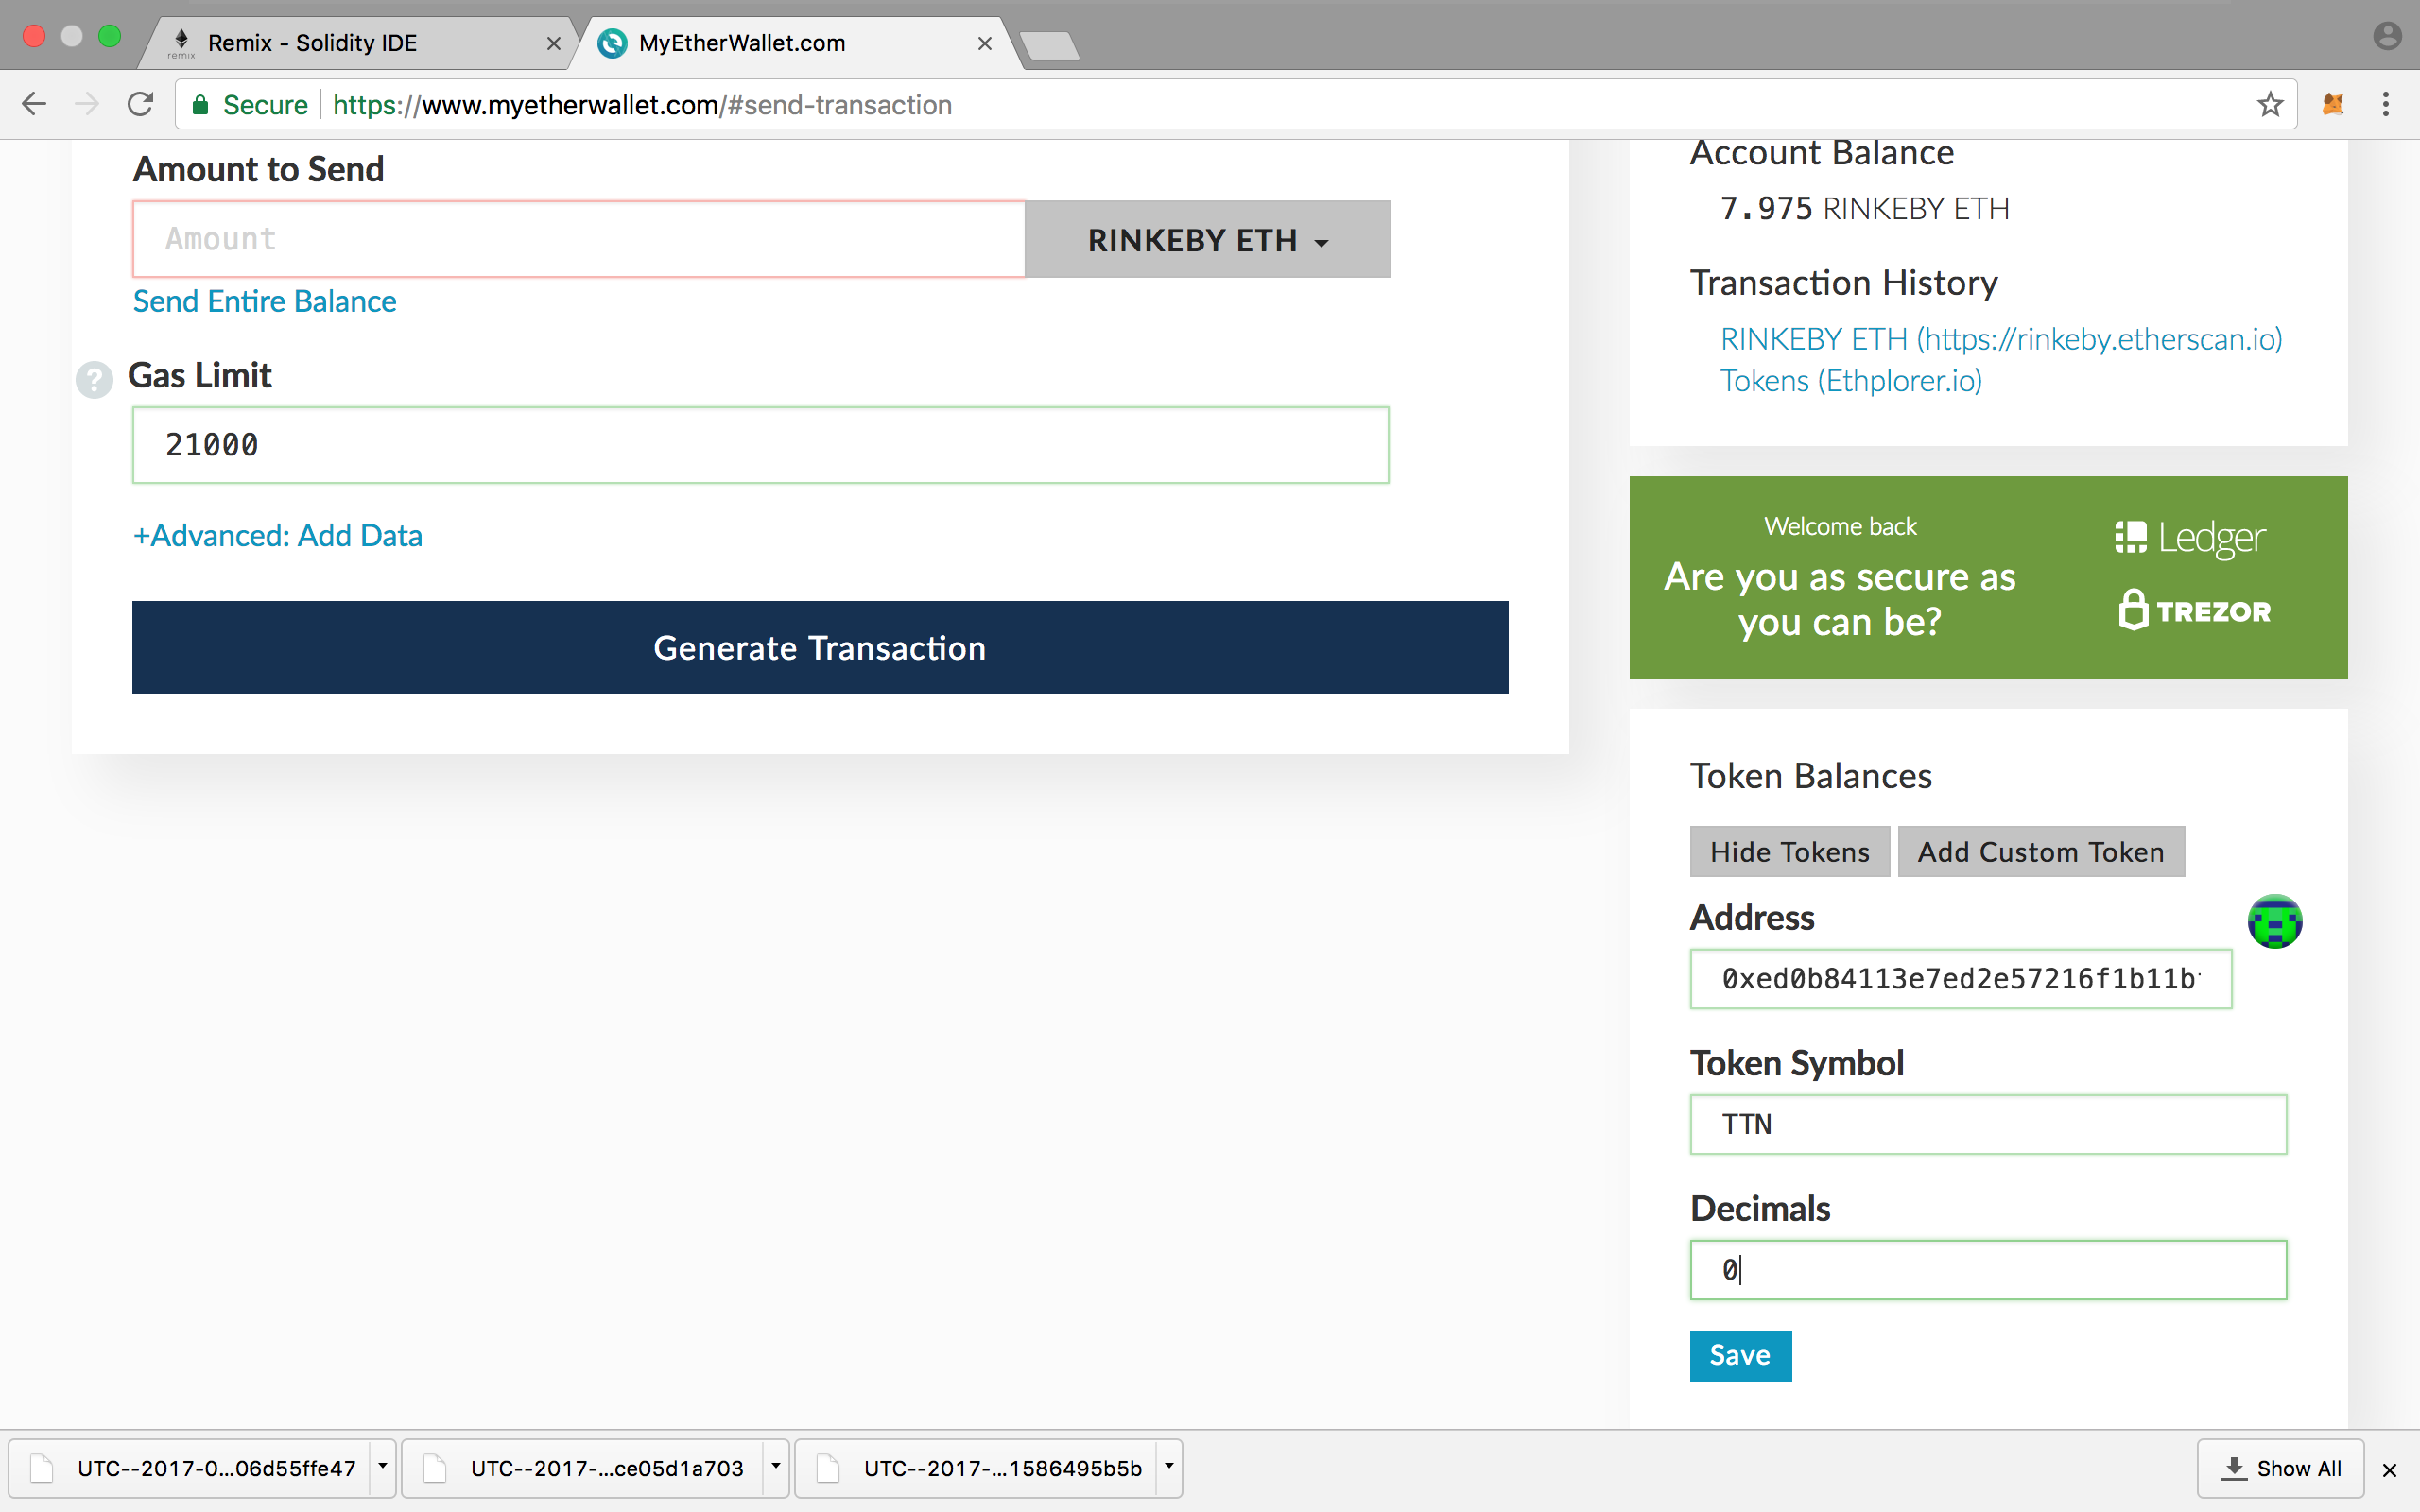 remix
Remix - Solidity IDE
MyEtherWallet.com
Secure
https://www.myetherwallet.com/#send-transaction
Amount to Send
Amount
RINKEBY ETH
Send Entire Balance
? Gas Limit
21000
+Advanced: Add Data
Generate Transaction
Account Balance
7.975 RINKEBY ETH
Transaction History
RINKEBY ETH (https://rinkeby.etherscan.io)
Tokens (Ethplorer.io)
Welcome back
Are you as secure as
you can be?
Ledger
TREZOR
Token Balances
Hide Tokens
Add Custom Token
Address
0xed0b84113e7ed2e57216f1b11b
Token Symbol
TTN
Decimals
0
Save
UTC--2017-0...06d55ffe47
UTC--2017-...ce05d1a703
UTC--2017-...1586495b5b
Show All